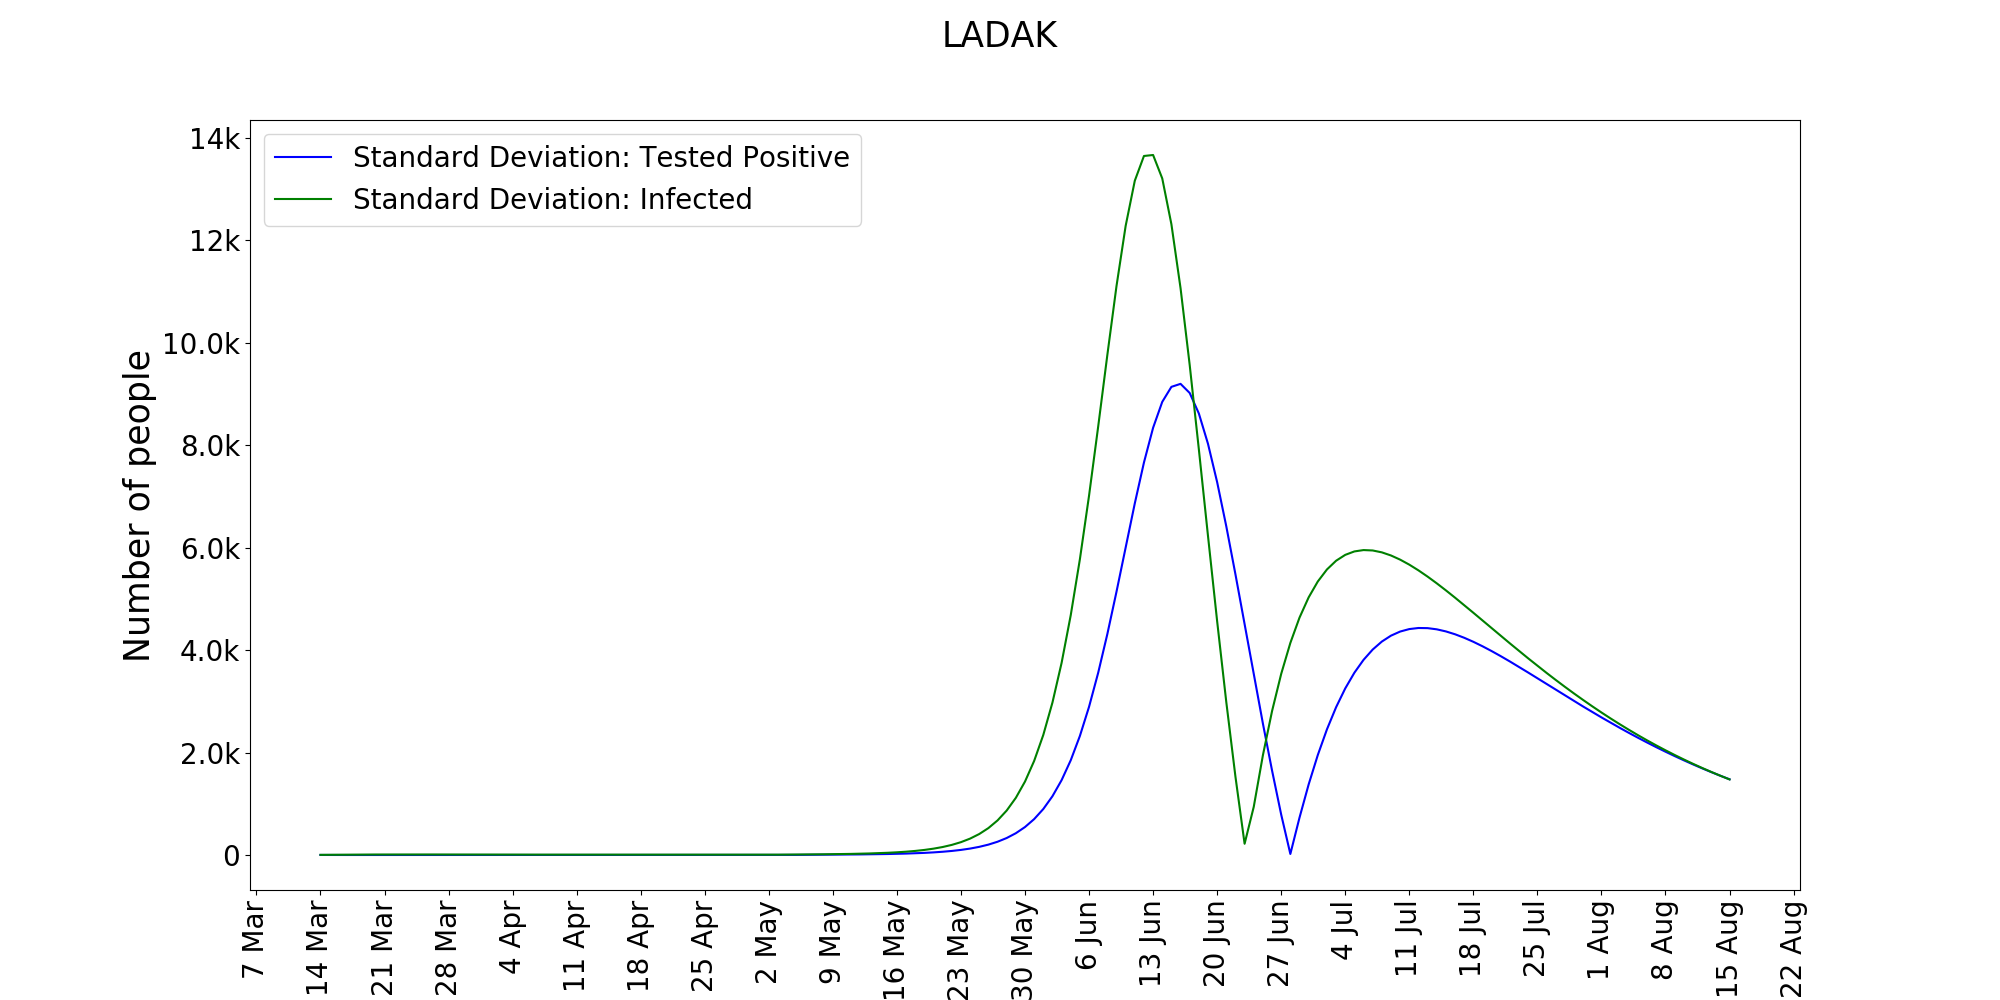 LADAK
Standard Deviation: Tested Positive
Standard Deviation: Infected
Number of people
14k
12k
10.0k
8.0k
6.0k
4.0k
2.0k
0
7 Mar
14 Mar
21 Mar
28 Mar
4 Apr
11 Apr
18 Apr
25 Apr
2 May
9 May
16 May
23 May
30 May
6 Jun
13 Jun
20 Jun
27 Jun
4 Jul
11 Jul
18 Jul
25 Jul
1 Aug
8 Aug
15 Aug
22 Aug